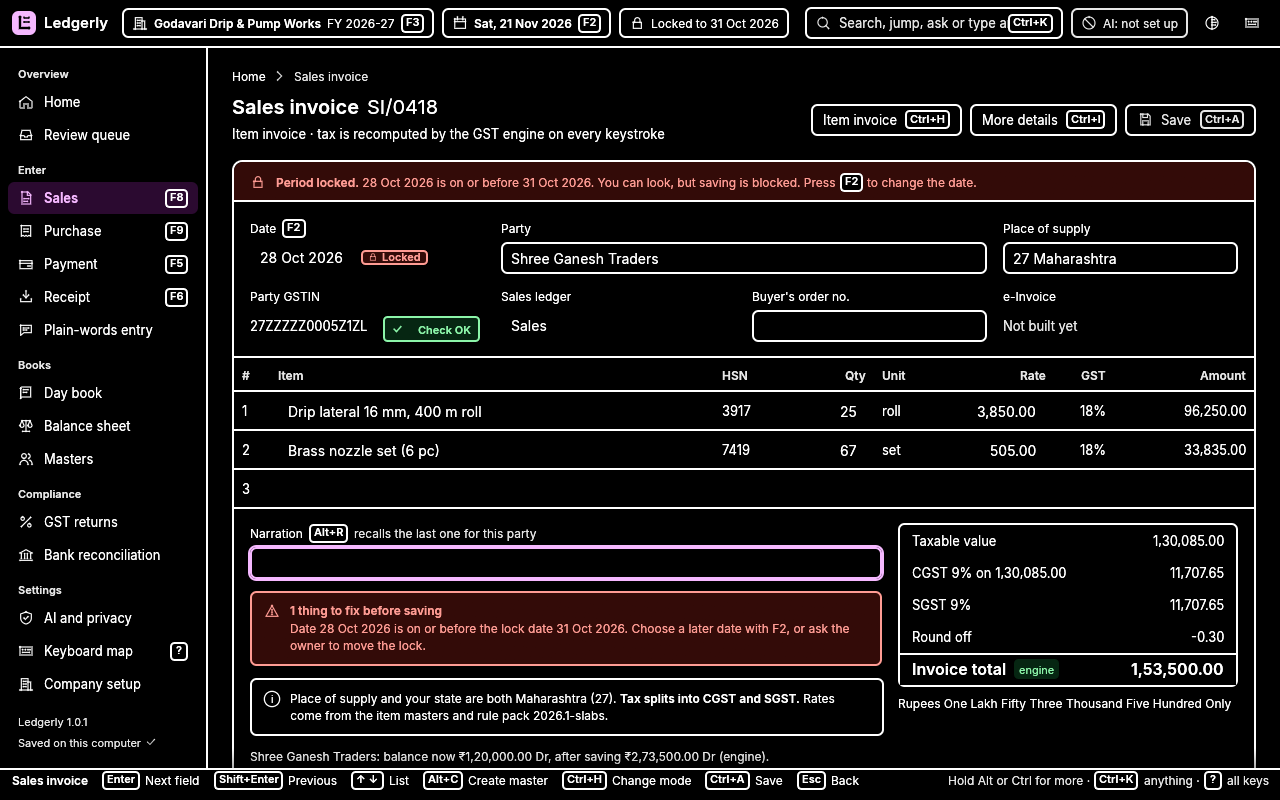 Ledgerly
Godavari Drip & Pump Works FY 2026-27 F3
Sat, 21 Nov 2026 F2
Locked to 31 Oct 2026
Search, jump, ask or type a Ctrl+K
AI: not set up
Overview
Home
Review queue
Enter
Sales F8
Purchase F9
Payment F5
Receipt F6
Plain-words entry
Books
Day book
Balance sheet
Masters
Compliance
GST returns
Bank reconciliation
Settings
AI and privacy
Keyboard map ?
Company setup
Ledgerly 1.0.1
Saved on this computer
Home Sales invoice
Sales invoice SI/0418
Item invoice · tax is recomputed by the GST engine on every keystroke
Item invoice Ctrl+H
More details Ctrl+I
Save Ctrl+A
Period locked. 28 Oct 2026 is on or before 31 Oct 2026. You can look, but saving is blocked. Press F2 to change the date.
Date F2 Party Place of supply
28 Oct 2026 Locked Shree Ganesh Traders 27 Maharashtra
Party GSTIN Sales ledger Buyer's order no. e-Invoice
27ZZZZZ0005Z1ZL Check OK Sales Not built yet
# Item HSN Qty Unit Rate GST Amount
1 Drip lateral 16 mm, 400 m roll 3917 25 roll 3,850.00 18% 96,250.00
2 Brass nozzle set (6 pc) 7419 67 set 505.00 18% 33,835.00
3
Narration Alt+R recalls the last one for this party
1 thing to fix before saving
Date 28 Oct 2026 is on or before the lock date 31 Oct 2026. Choose a later date with F2, or ask the
owner to move the lock.
Place of supply and your state are both Maharashtra (27). Tax splits into CGST and SGST. Rates
come from the item masters and rule pack 2026.1-slabs.
Shree Ganesh Traders: balance now ₹1,20,000.00 Dr, after saving ₹2,73,500.00 Dr (engine).
Taxable value 1,30,085.00
CGST 9% on 1,30,085.00 11,707.65
SGST 9% 11,707.65
Round off -0.30
Invoice total engine 1,53,500.00
Rupees One Lakh Fifty Three Thousand Five Hundred Only
Sales invoice Enter Next field Shift+Enter Previous ↑ ↓ List Alt+C Create master Ctrl+H Change mode Ctrl+A Save Esc Back Hold Alt or Ctrl for more · Ctrl+K anything · ? all keys